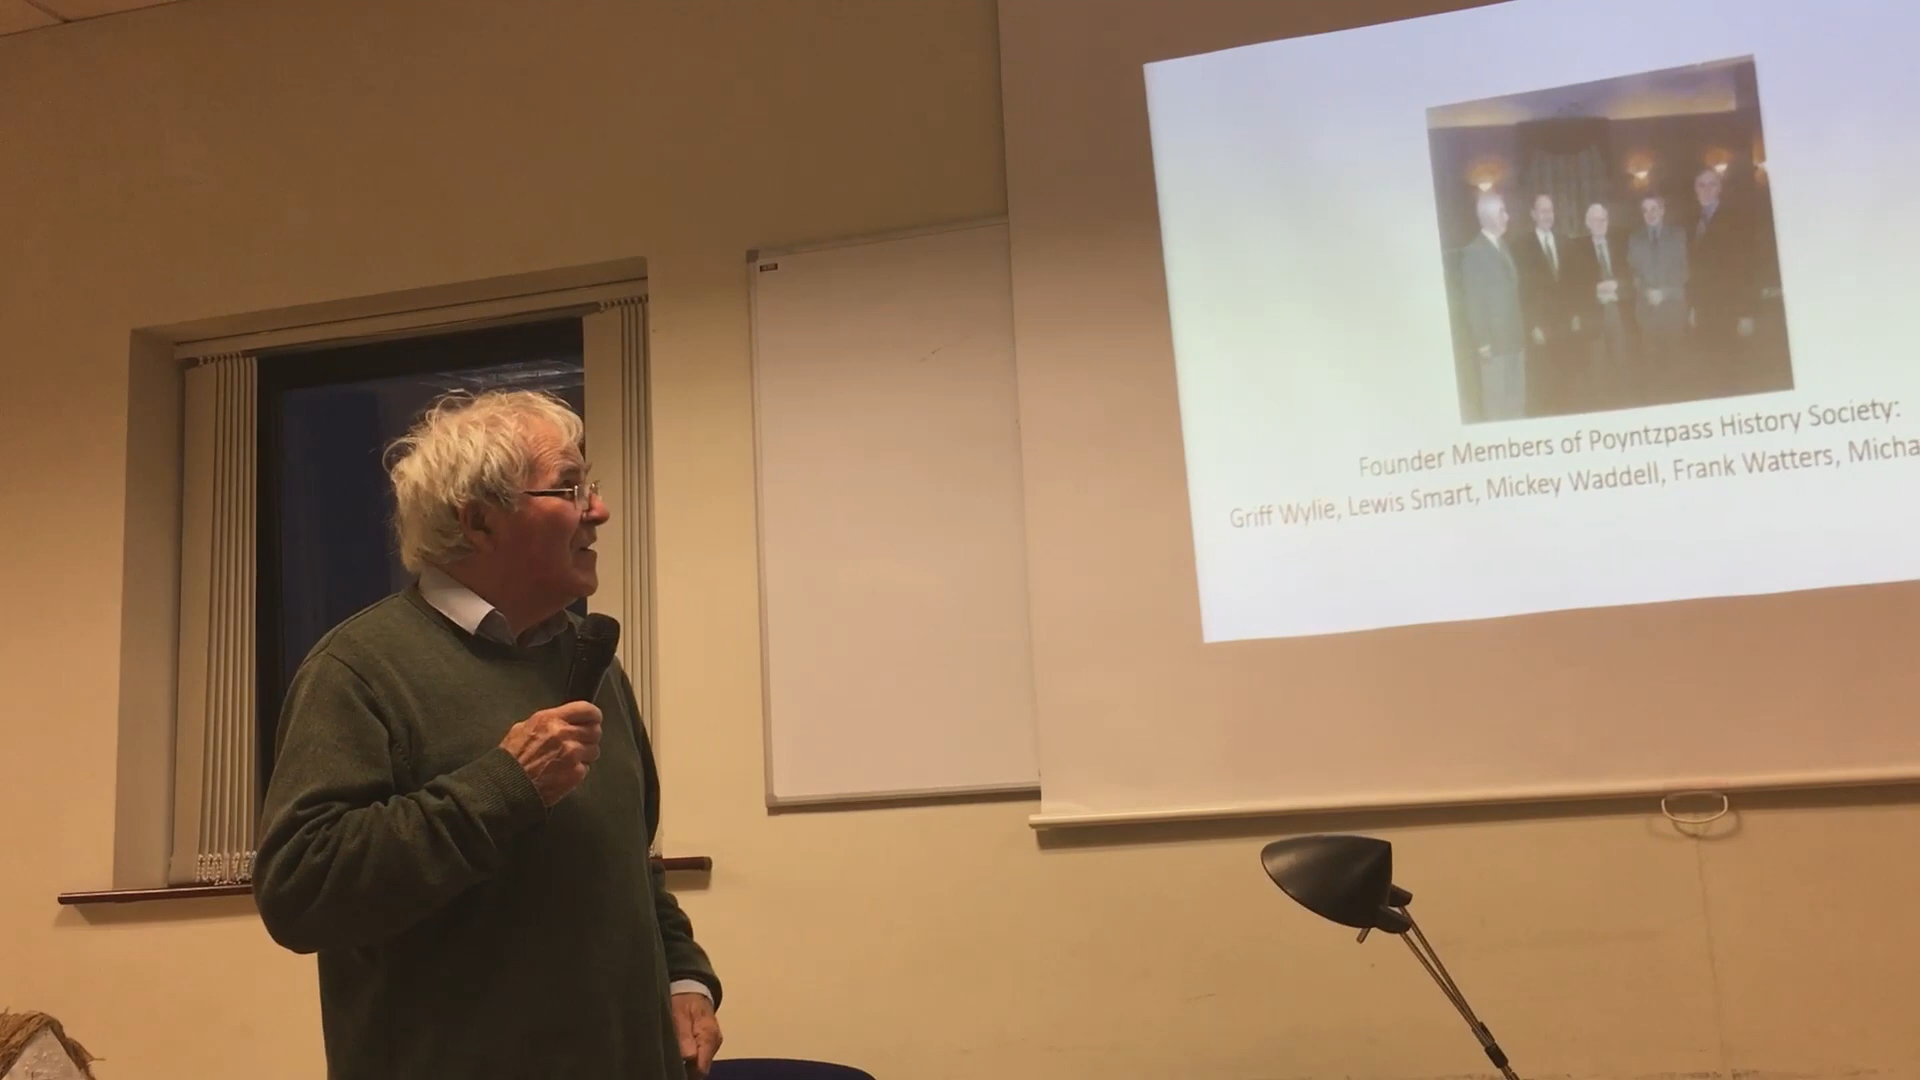 Founder Members of Poyntzpass History Society:
Griff Wylie, Lewis Smart, Mickey Waddell, Frank Watters, Micha